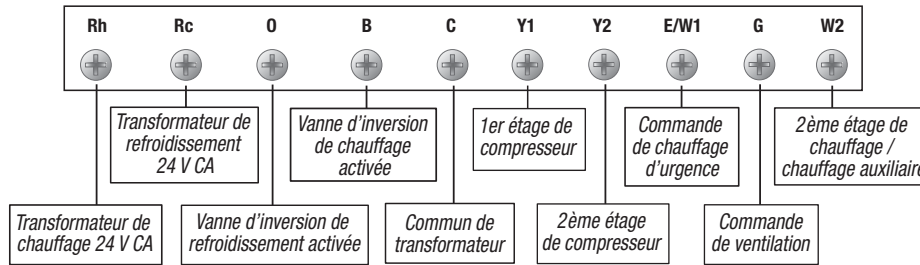 Rh Rc O B C Y1 Y2 E/W1 G W2
Transformateur de
refroidissement
24 V CA
Vanne d'inversion
de chauffage
activée
1er étage de
compresseur
Commande
de chauffage
d'urgence
2ème étage de
chauffage /
chauffage auxiliaire
Transformateur de
chauffage 24 V CA
Vanne d'inversion de
refroidissement activée
Commun de
transformateur
2ème étage
de compresseur
Commande
de ventilation